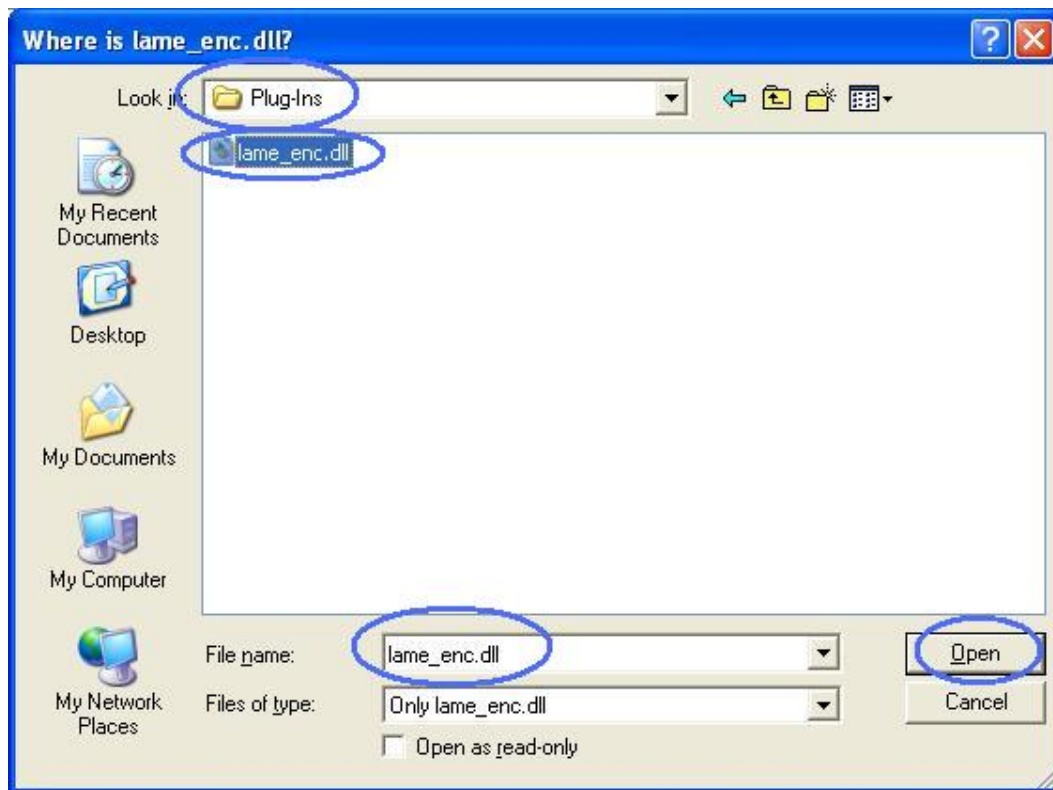 Where is lame_enc.dll?
Look in:
Plug-Ins
lame_enc.dll
My Recent
Documents
Desktop
My Documents
My Computer
My Network
Places
File name:
lame_enc.dll
Open
Files of type:
Only lame_enc.dll
Cancel
Open as read-only